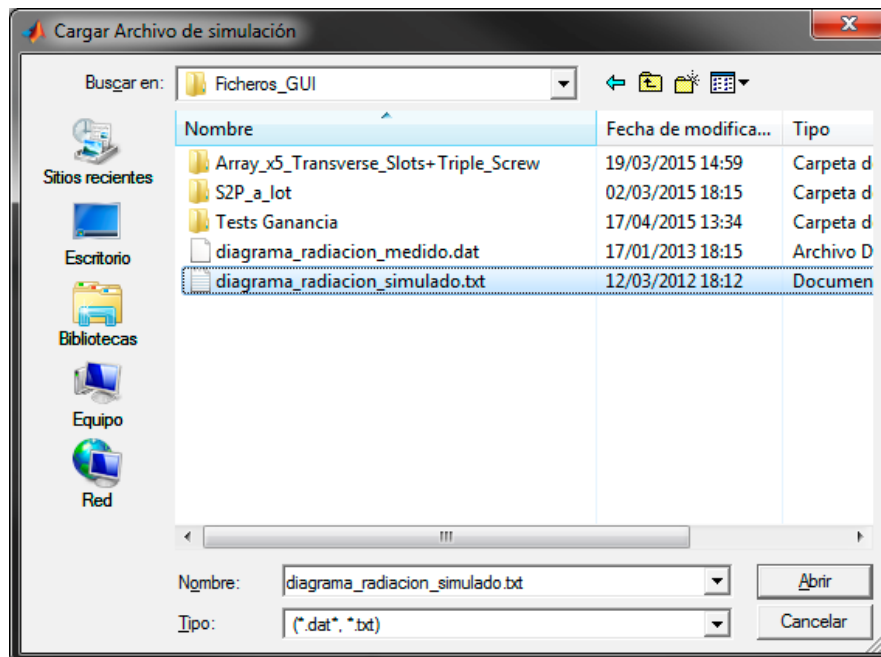 Cargar Archivo de simulación
Buscar en: Ficheros_GUI
Nombre Fecha de modifica... Tipo
Array_x5_Transverse_Slots+Triple_Screw 19/03/2015 14:59 Carpeta d
S2P_a_lot 02/03/2015 18:15 Carpeta d
Tests Ganancia 17/04/2015 13:34 Carpeta d
diagrama_radiacion_medido.dat 17/01/2013 18:15 Archivo D
diagrama_radiacion_simulado.txt 12/03/2012 18:12 Documen
Sitios recientes
Escritorio
Bibliotecas
Equipo
Red
Nombre: diagrama_radiacion_simulado.txt Abrir
Tipo: (*.dat*, *.txt) Cancelar